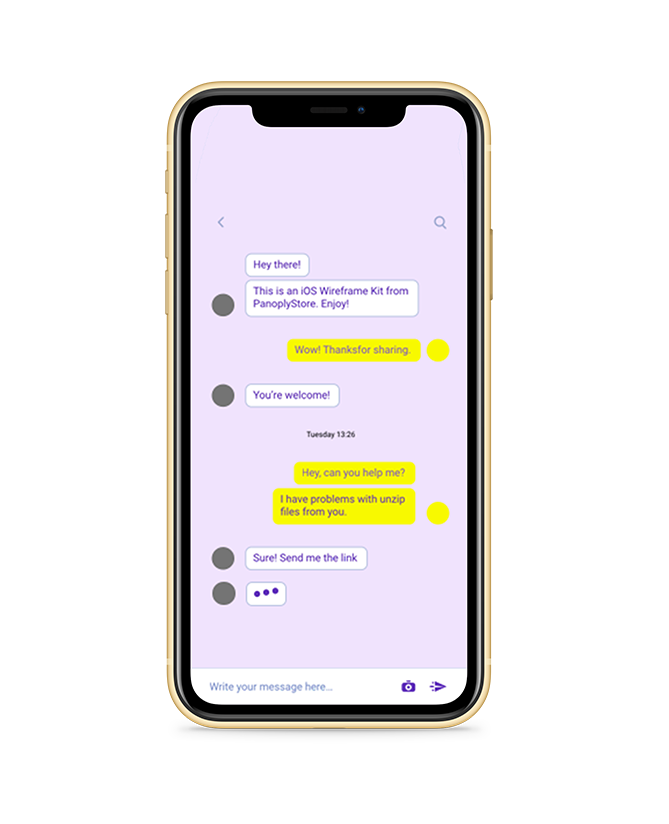 Hey there!
This is an iOS Wireframe Kit from
PanoplyStore. Enjoy!
Wow! Thanksfor sharing.
You're welcome!
Tuesday 13:26
Hey, can you help me?
I have problems with unzip
files from you.
Sure! Send me the link
Write your message here...